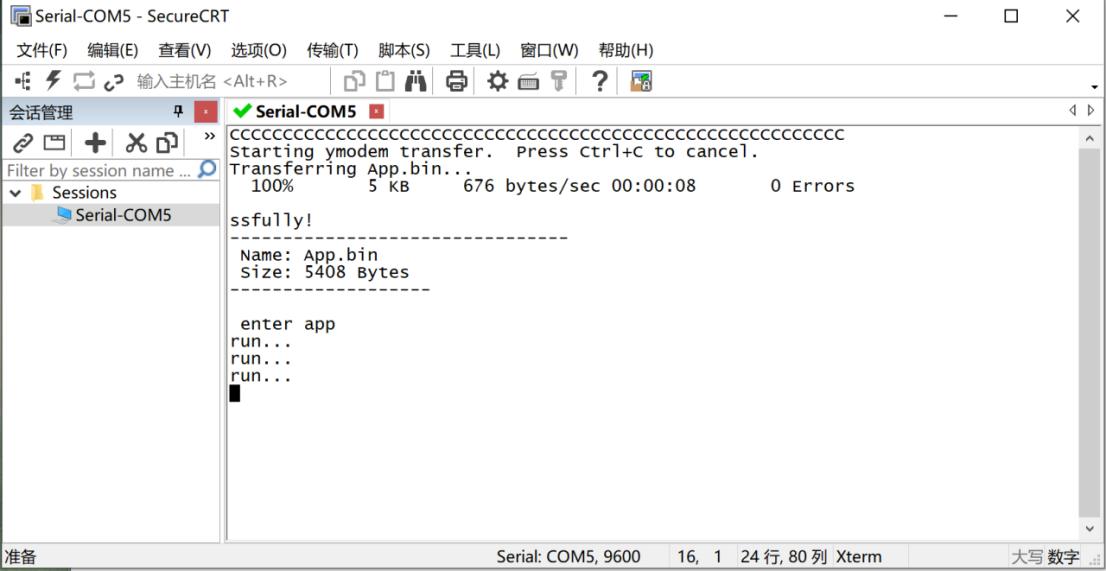 Serial-COM5 - SecureCRT
文件(F) 编辑(E) 查看(V) 选项(O) 传输(T) 脚本(S) 工具(L) 窗口(W) 帮助(H)
输入主机名 <Alt+R>
会话管理
Filter by session name ...
Sessions
Serial-COM5
Serial-COM5
CCCCCCCCCCCCCCCCCCCCCCCCCCCCCCCCCCCCCCCCCCCCCCCCCCCCCCCCCC
Starting ymodem transfer.  Press Ctrl+C to cancel.
Transferring App.bin...
  100%       5 KB     676 bytes/sec 00:00:08       0 Errors
ssfully!
--------------------------------
 Name: App.bin
 Size: 5408 Bytes
-------------------
 enter app
run...
run...
run...
准备 Serial: COM5, 9600 16, 1 24 行, 80 列 Xterm 大写 数字